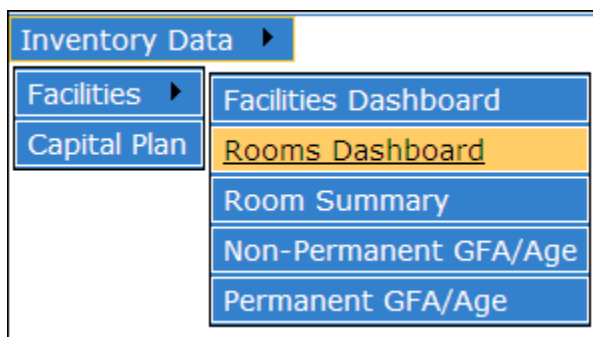 Inventory Data
Facilities
Capital Plan
Facilities Dashboard
Rooms Dashboard
Room Summary
Non-Permanent GFA/Age
Permanent GFA/Age